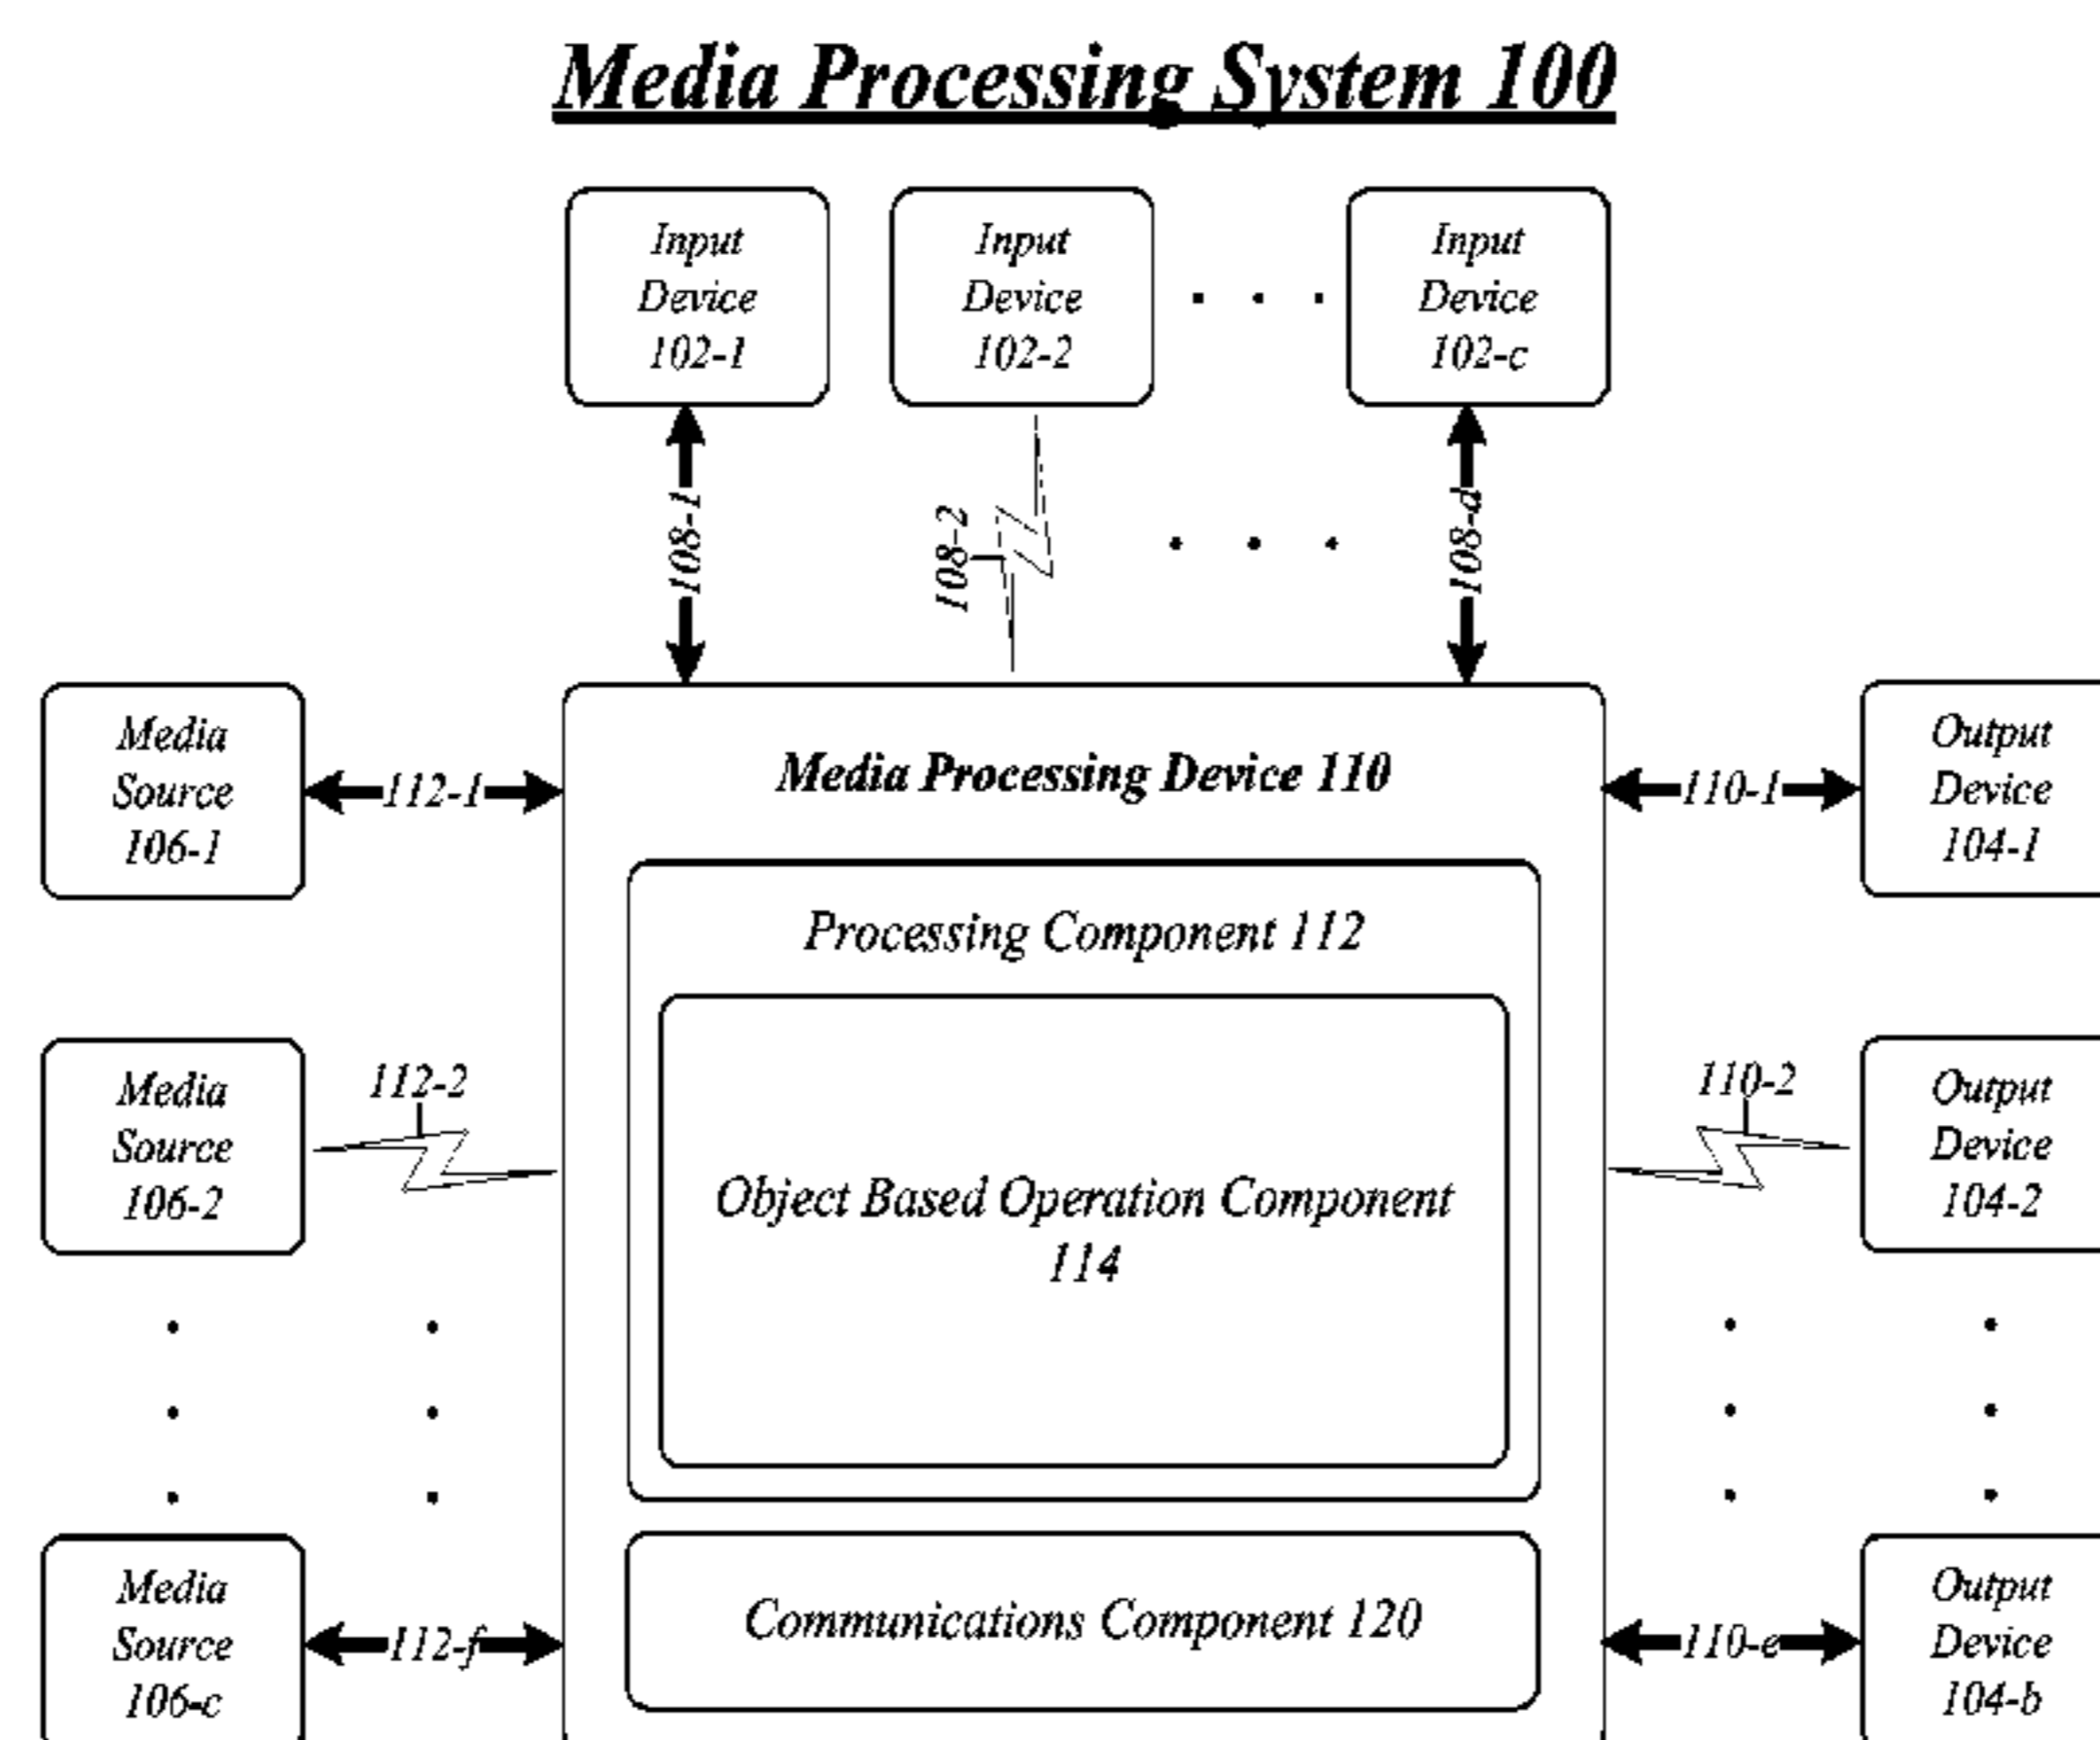 Media Processing System 100
Input
Device
102-1
Input
Device
102-2
Input
Device
102-c
108-1
108-2
108-d
Media
Source
106-1
112-1
Media Processing Device 110
110-1
Output
Device
104-1
Processing Component 112
Media
Source
106-2
112-2
Object Based Operation Component
114
110-2
Output
Device
104-2
Media
Source
106-c
112-f
Communications Component 120
110-e
Output
Device
104-b